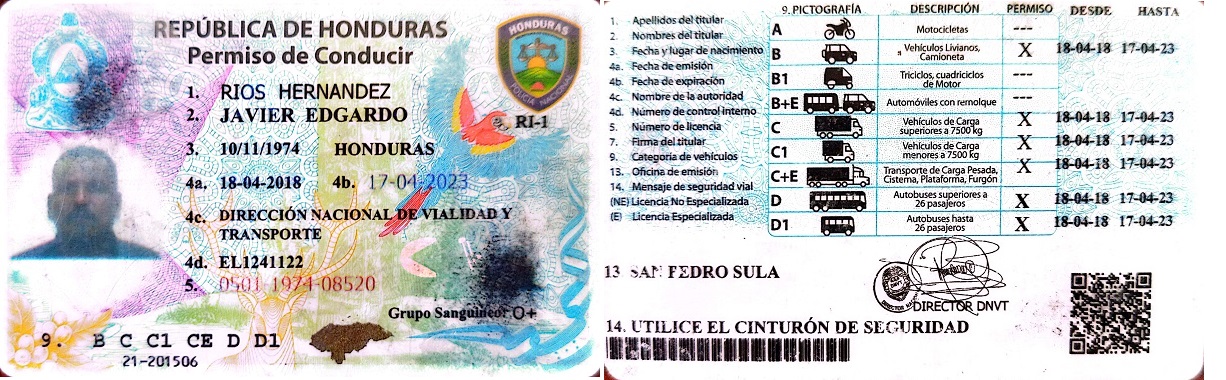 REPÚBLICA DE HONDURAS
Permiso de Conducir
HONDURAS
POLICÍA NACIONAL
RI-1
1. RIOS HERNANDEZ
2. JAVIER EDGARDO
3. 10/11/1974 HONDURAS
4a. 18-04-2018 4b. 17-04-2023
4c. DIRECCIÓN NACIONAL DE VIALIDAD Y
TRANSPORTE
4d. EL1241122
5. 0501 1974-08520
Grupo Sanguineo: O+
9. B C C1 CE D D1
21-201506
1. Apellidos del titular
2. Nombres del titular
3. Fecha y lugar de nacimiento
4a. Fecha de emisión
4b. Fecha de expiración
4c. Nombre de la autoridad
4d. Número de control interno
5. Número de licencia
7. Firma del titular
9. Categoría de vehículos
13. Oficina de emisión
14. Mensaje de seguridad vial
(NE) Licencia No Especializada
(E) Licencia Especializada
9. PICTOGRAFÍA DESCRIPCIÓN PERMISO DESDE HASTA
A Motocicletas ---
B Vehículos Livianos, Camioneta X 18-04-18 17-04-23
B1 Triciclos, cuadriciclos de Motor ---
B+E Automóviles con remolque ---
C Vehículos de Carga superiores a 7500 kg X 18-04-18 17-04-23
C1 Vehículos de Carga menores a 7500 kg X 18-04-18 17-04-23
C+E Transporte de Carga Pesada, Cisterna, Plataforma, Furgón X 18-04-18 17-04-23
D Autobuses superiores a 26 pasajeros X 18-04-18 17-04-23
D1 Autobuses hasta 26 pasajeros X 18-04-18 17-04-23
13 SAN PEDRO SULA
DIRECTOR DNVT
14. UTILICE EL CINTURÓN DE SEGURIDAD